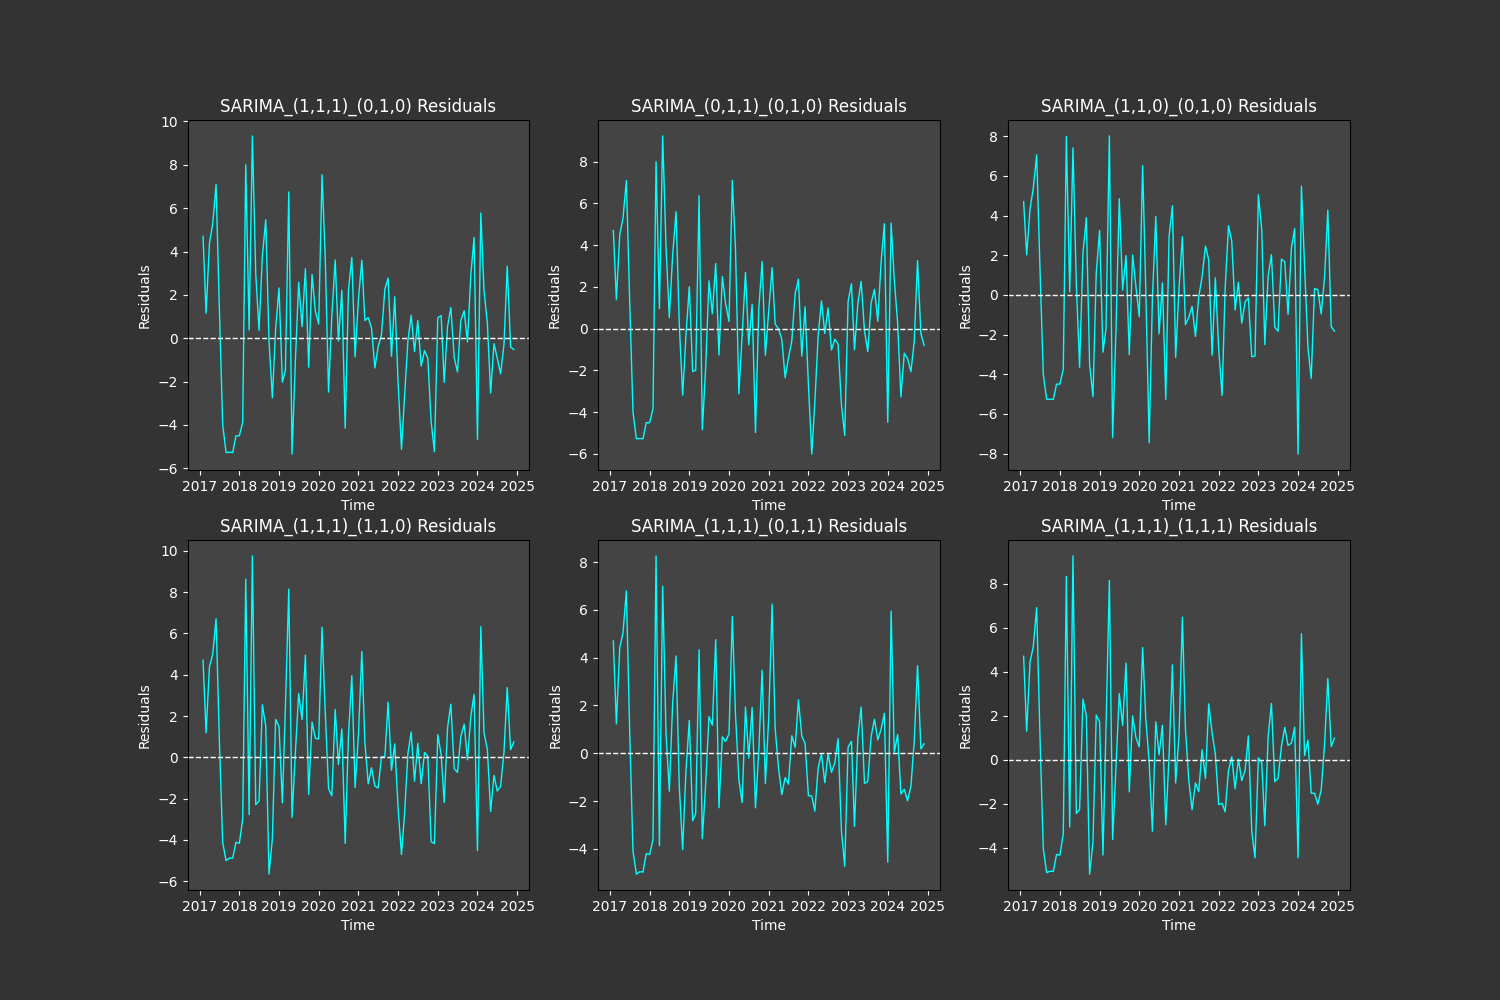 SARIMA_(1,1,1)_(0,1,0) Residuals
10
8
6
4
2
0
−2
−4
−6
Residuals
2017 2018 2019 2020 2021 2022 2023 2024 2025
Time
SARIMA_(0,1,1)_(0,1,0) Residuals
8
6
4
2
0
−2
−4
−6
Residuals
2017 2018 2019 2020 2021 2022 2023 2024 2025
Time
SARIMA_(1,1,0)_(0,1,0) Residuals
8
6
4
2
0
−2
−4
−6
−8
Residuals
2017 2018 2019 2020 2021 2022 2023 2024 2025
Time
SARIMA_(1,1,1)_(1,1,0) Residuals
10
8
6
4
2
0
−2
−4
−6
Residuals
2017 2018 2019 2020 2021 2022 2023 2024 2025
Time
SARIMA_(1,1,1)_(0,1,1) Residuals
8
6
4
2
0
−2
−4
Residuals
2017 2018 2019 2020 2021 2022 2023 2024 2025
Time
SARIMA_(1,1,1)_(1,1,1) Residuals
8
6
4
2
0
−2
−4
Residuals
2017 2018 2019 2020 2021 2022 2023 2024 2025
Time